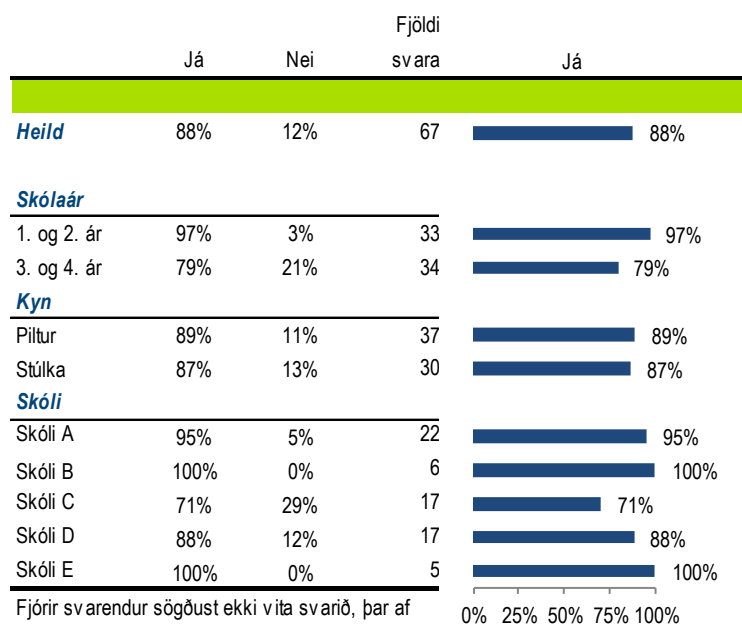 Fjöldi
Já Nei svara Já
Heild 88% 12% 67 88%
Skólaár
1. og 2. ár 97% 3% 33 97%
3. og 4. ár 79% 21% 34 79%
Kyn
Piltur 89% 11% 37 89%
Stúlka 87% 13% 30 87%
Skóli
Skóli A 95% 5% 22 95%
Skóli B 100% 0% 6 100%
Skóli C 71% 29% 17 71%
Skóli D 88% 12% 17 88%
Skóli E 100% 0% 5 100%
Fjórir svarendur sögðust ekki vita svarið, þar af 0% 25% 50% 75% 100%